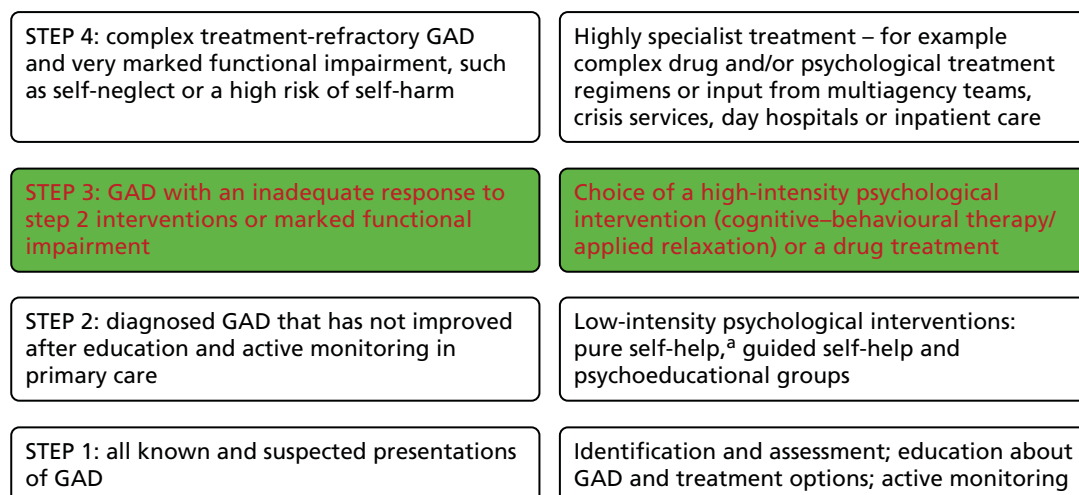 STEP 4: complex treatment-refractory GAD
and very marked functional impairment, such
as self-neglect or a high risk of self-harm
Highly specialist treatment – for example
complex drug and/or psychological treatment
regimens or input from multiagency teams,
crisis services, day hospitals or inpatient care
STEP 3: GAD with an inadequate response to
step 2 interventions or marked functional
impairment
Choice of a high-intensity psychological
intervention (cognitive–behavioural therapy/
applied relaxation) or a drug treatment
STEP 2: diagnosed GAD that has not improved
after education and active monitoring in
primary care
Low-intensity psychological interventions:
pure self-help,ᵃ guided self-help and
psychoeducational groups
STEP 1: all known and suspected presentations
of GAD
Identification and assessment; education about
GAD and treatment options; active monitoring